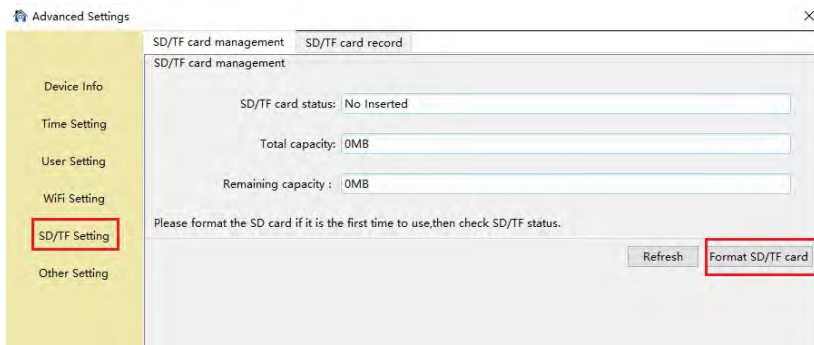 Advanced Settings
SD/TF card management SD/TF card record
SD/TF card management
Device Info
Time Setting
User Setting
WiFi Setting
SD/TF Setting
Other Setting
SD/TF card status: No Inserted
Total capacity: 0MB
Remaining capacity : 0MB
Please format the SD card if it is the first time to use,then check SD/TF status.
Refresh Format SD/TF card